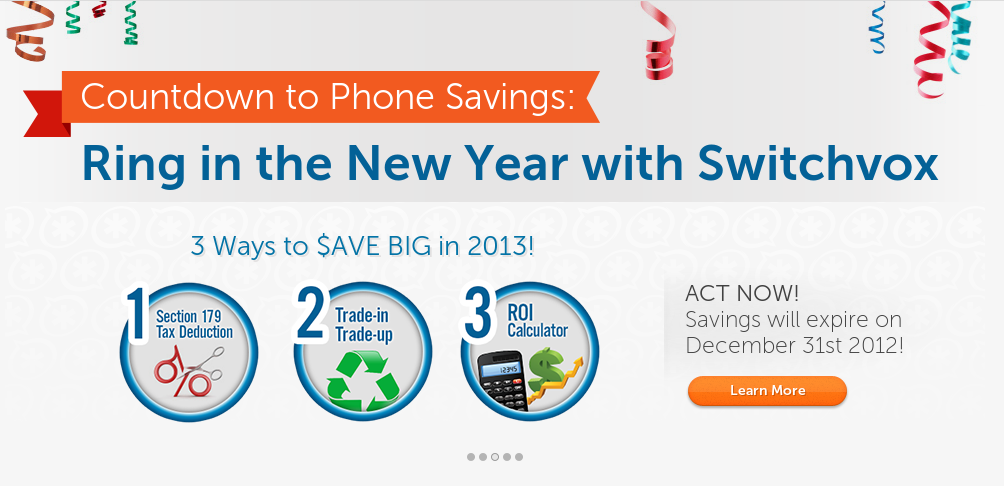 Countdown to Phone Savings:
Ring in the New Year with Switchvox
3 Ways to $AVE BIG in 2013!
1
Section 179
Tax Deduction
%
2
Trade-in
Trade-up
3
ROI
Calculator
12345
$
ACT NOW!
Savings will expire on
December 31st 2012!
Learn More